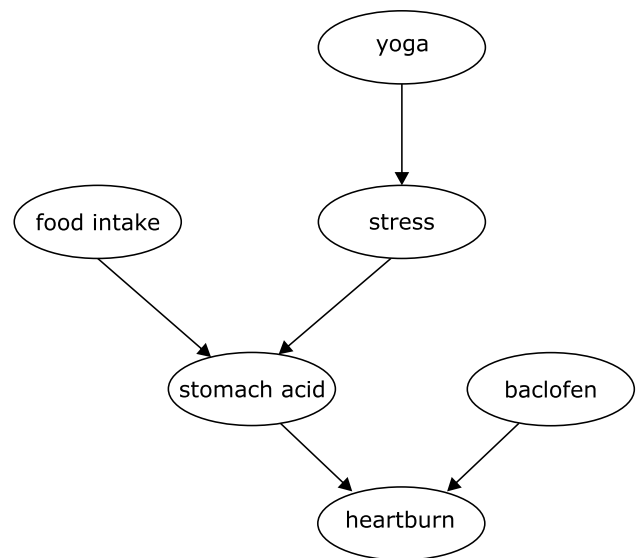 yoga
food intake
stress
stomach acid
baclofen
heartburn